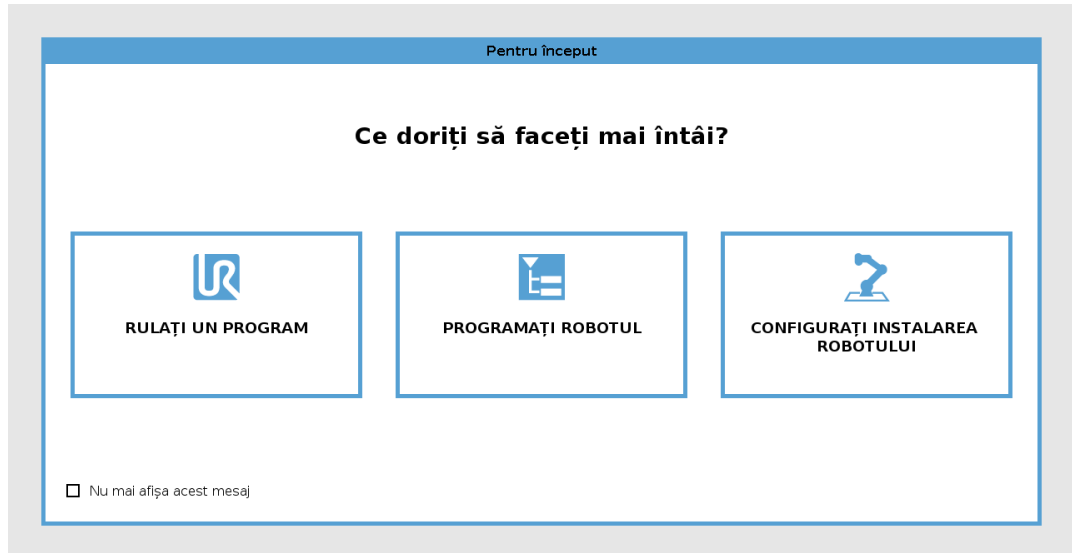 Pentru început
Ce doriți să faceți mai întâi?
RULAȚI UN PROGRAM
PROGRAMAȚI ROBOTUL
CONFIGURAȚI INSTALAREA
ROBOTULUI
Nu mai afișa acest mesaj